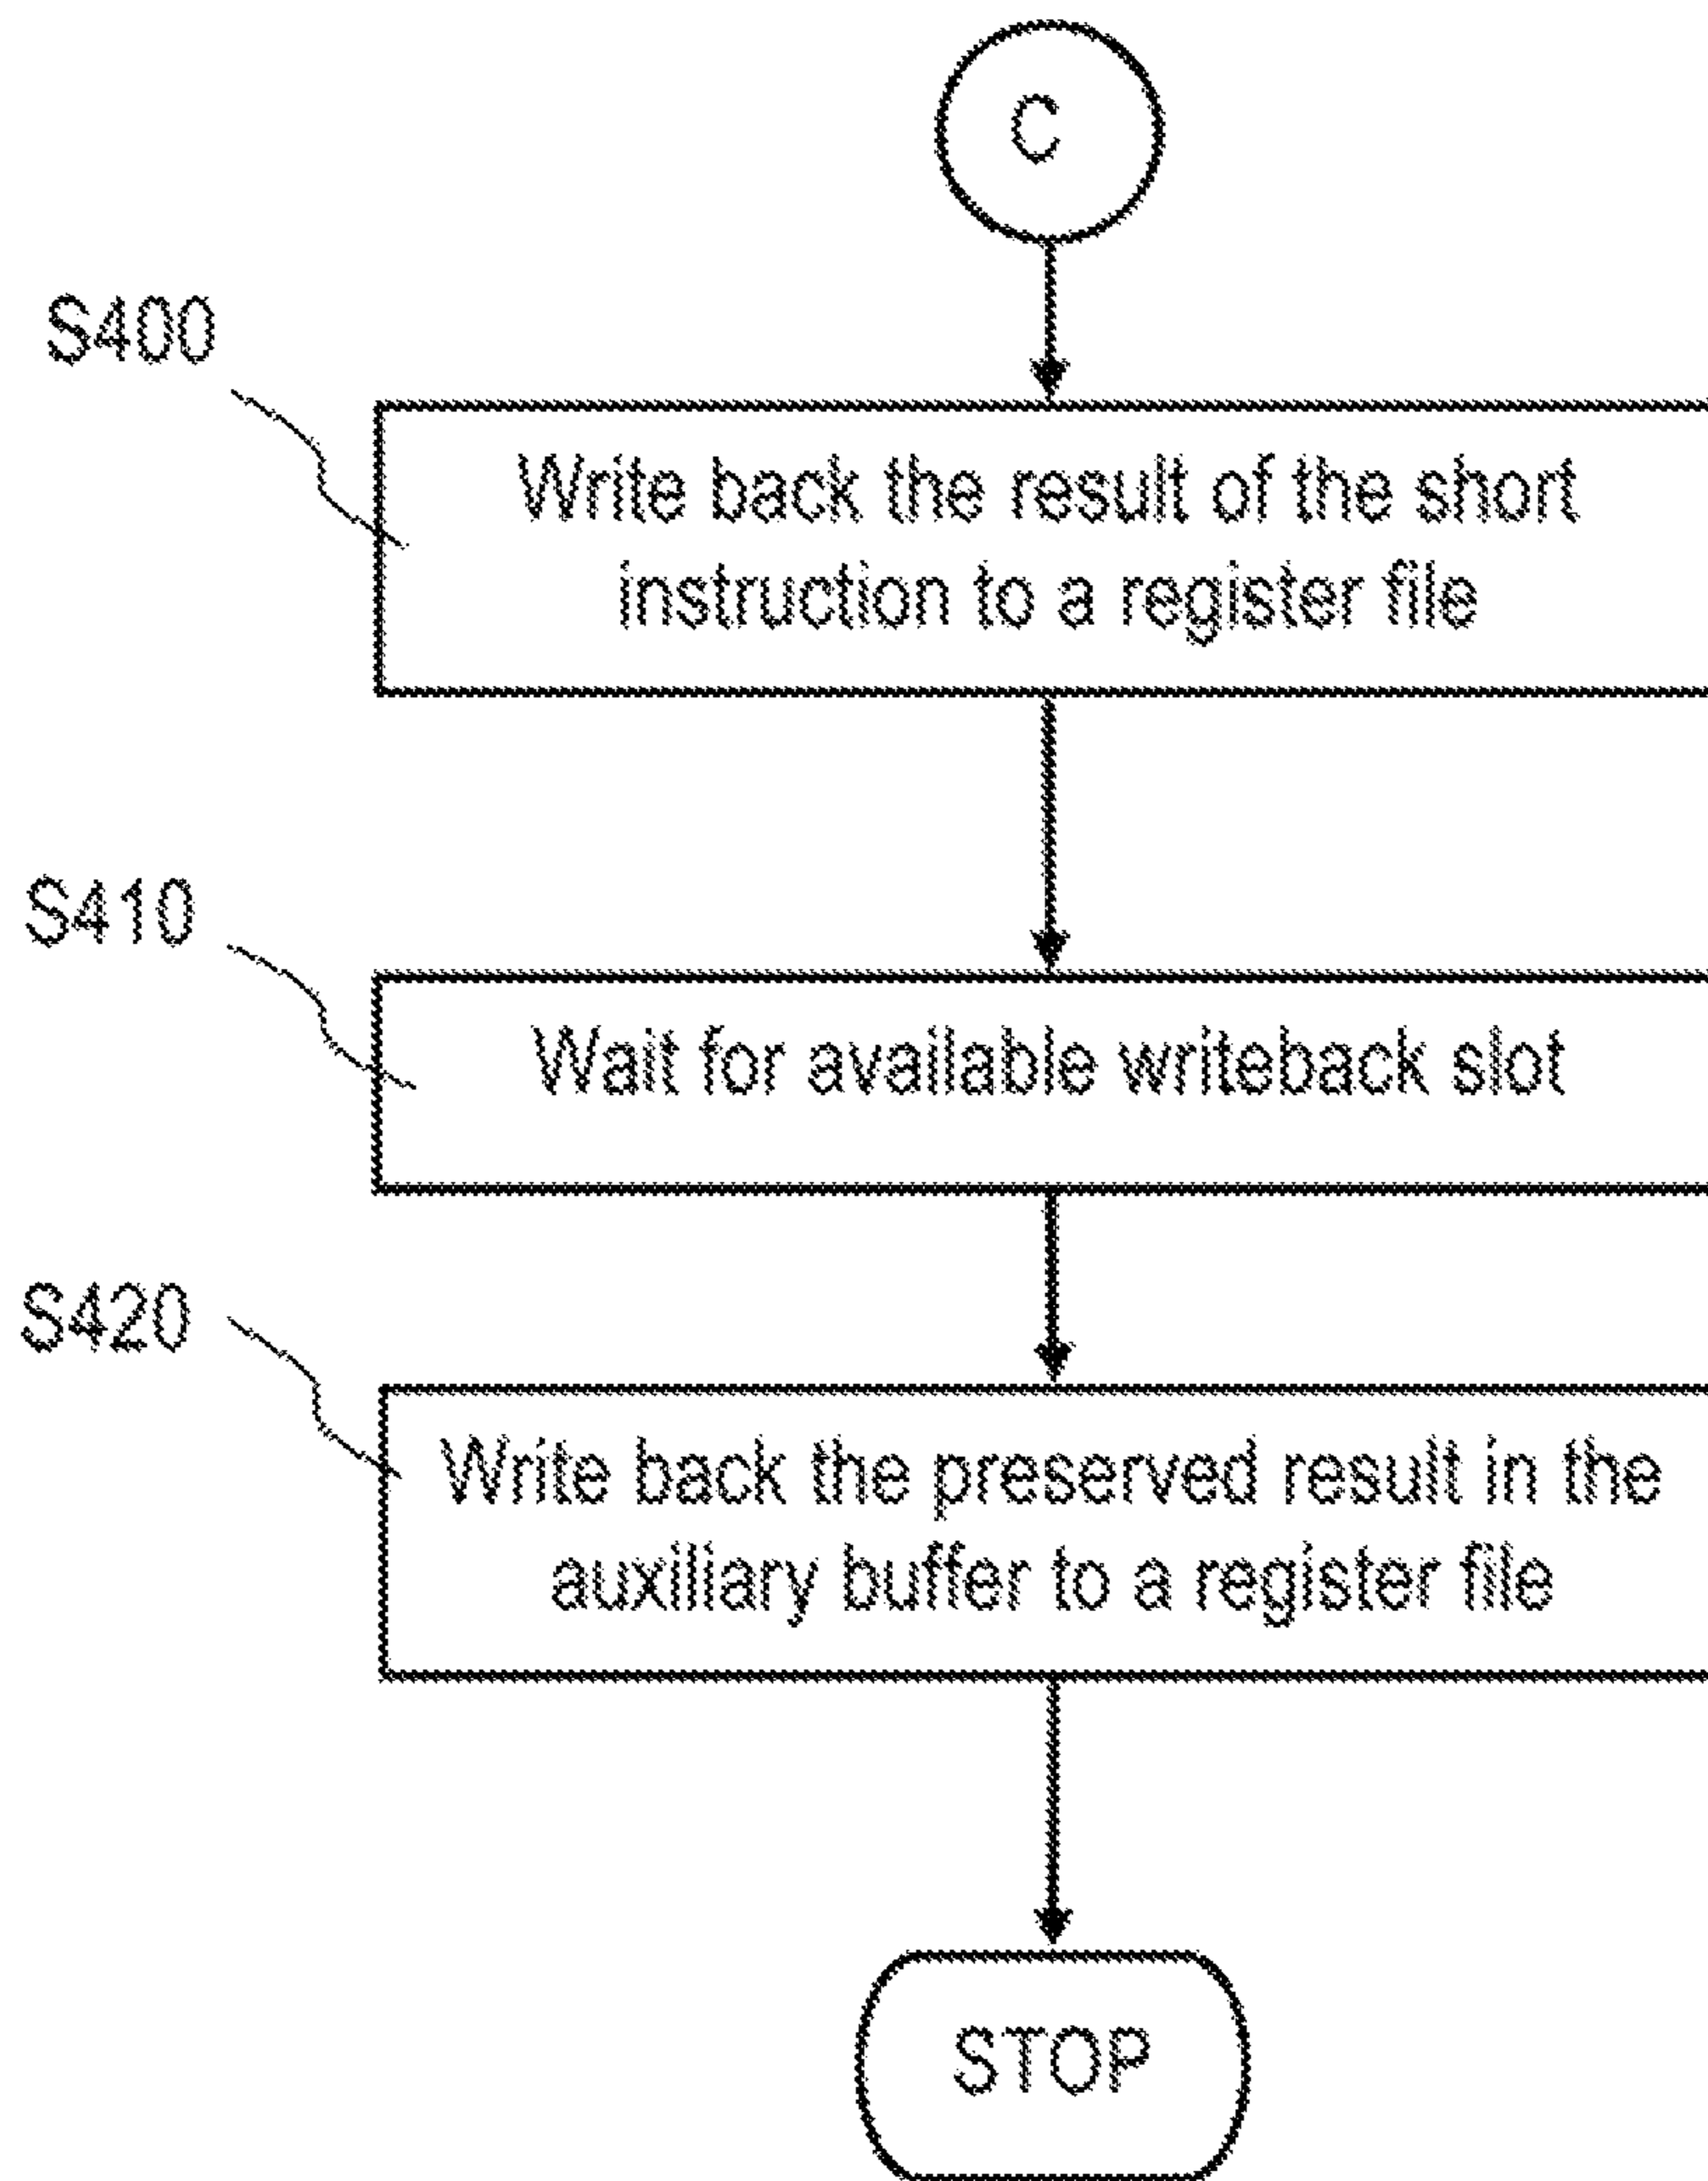 C
S400
Write back the result of the short
instruction to a register file
S410
Wait for available writeback slot
S420
Write back the preserved result in the
auxiliary buffer to a register file
STOP